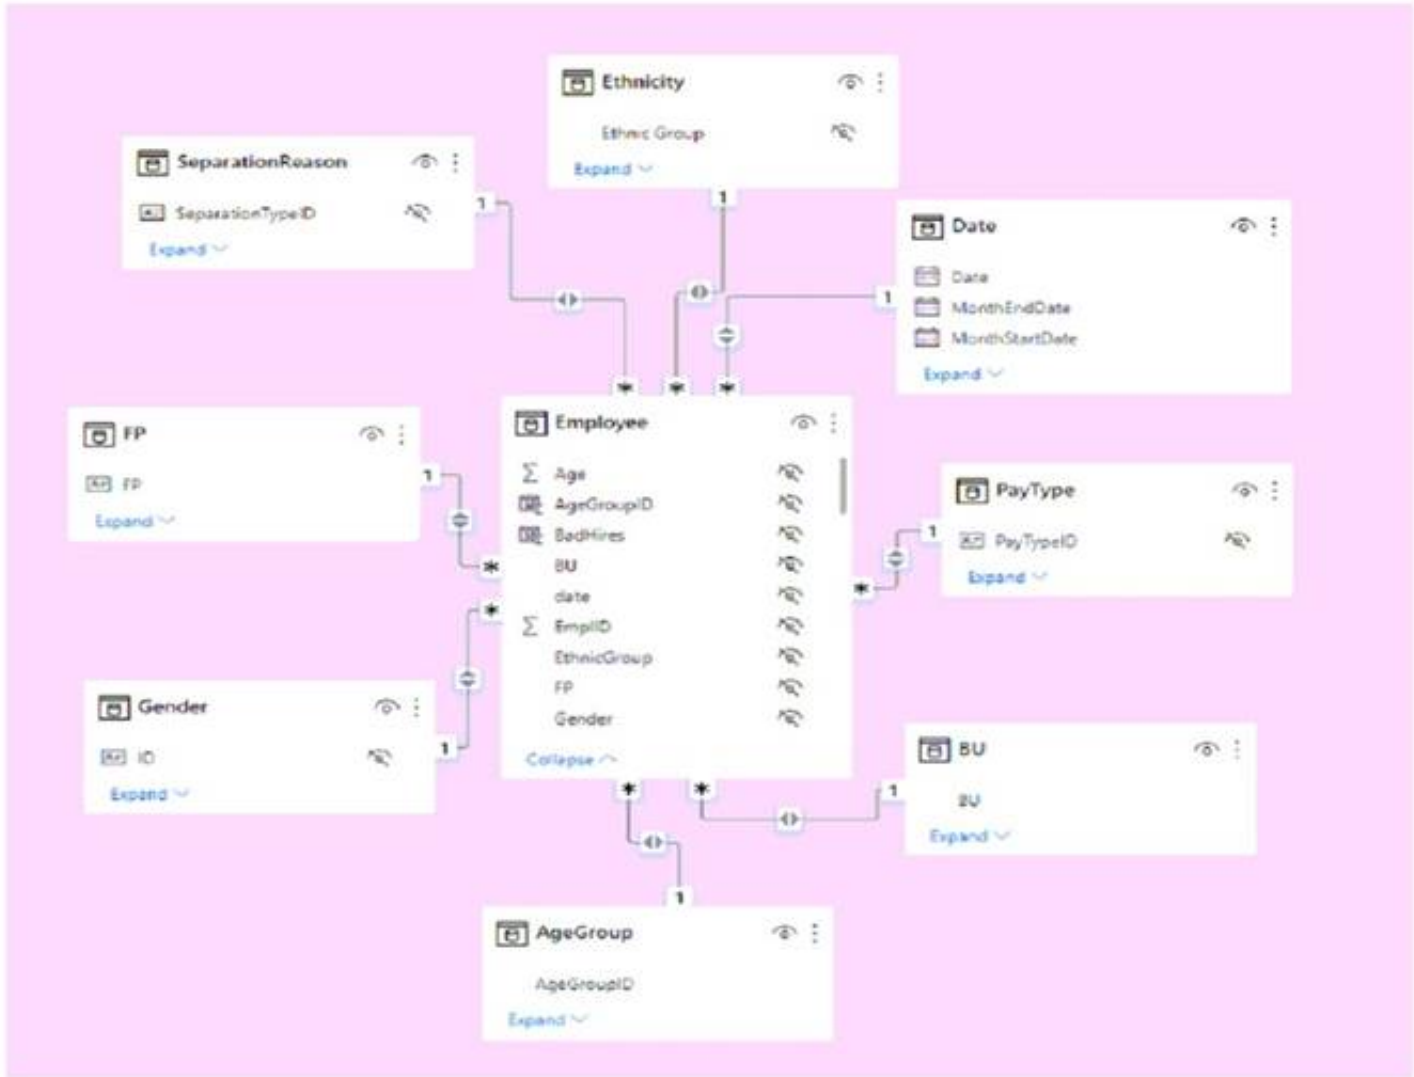 Ethnicity
Ethnic Group
Expand
SeparationReason
SeparationTypeID
Expand
1
1
Date
Date
MonthEndDate
MonthStartDate
Expand
1
*
*
*
FP
FP
Expand
1
*
Employee
Age
AgeGroupID
BadHires
BU
date
EmplID
EthnicGroup
FP
Gender
Collapse
PayType
PayTypeID
Expand
1
*
Gender
ID
Expand
1
*
BU
BU
Expand
1
*
*
1
AgeGroup
AgeGroupID
Expand